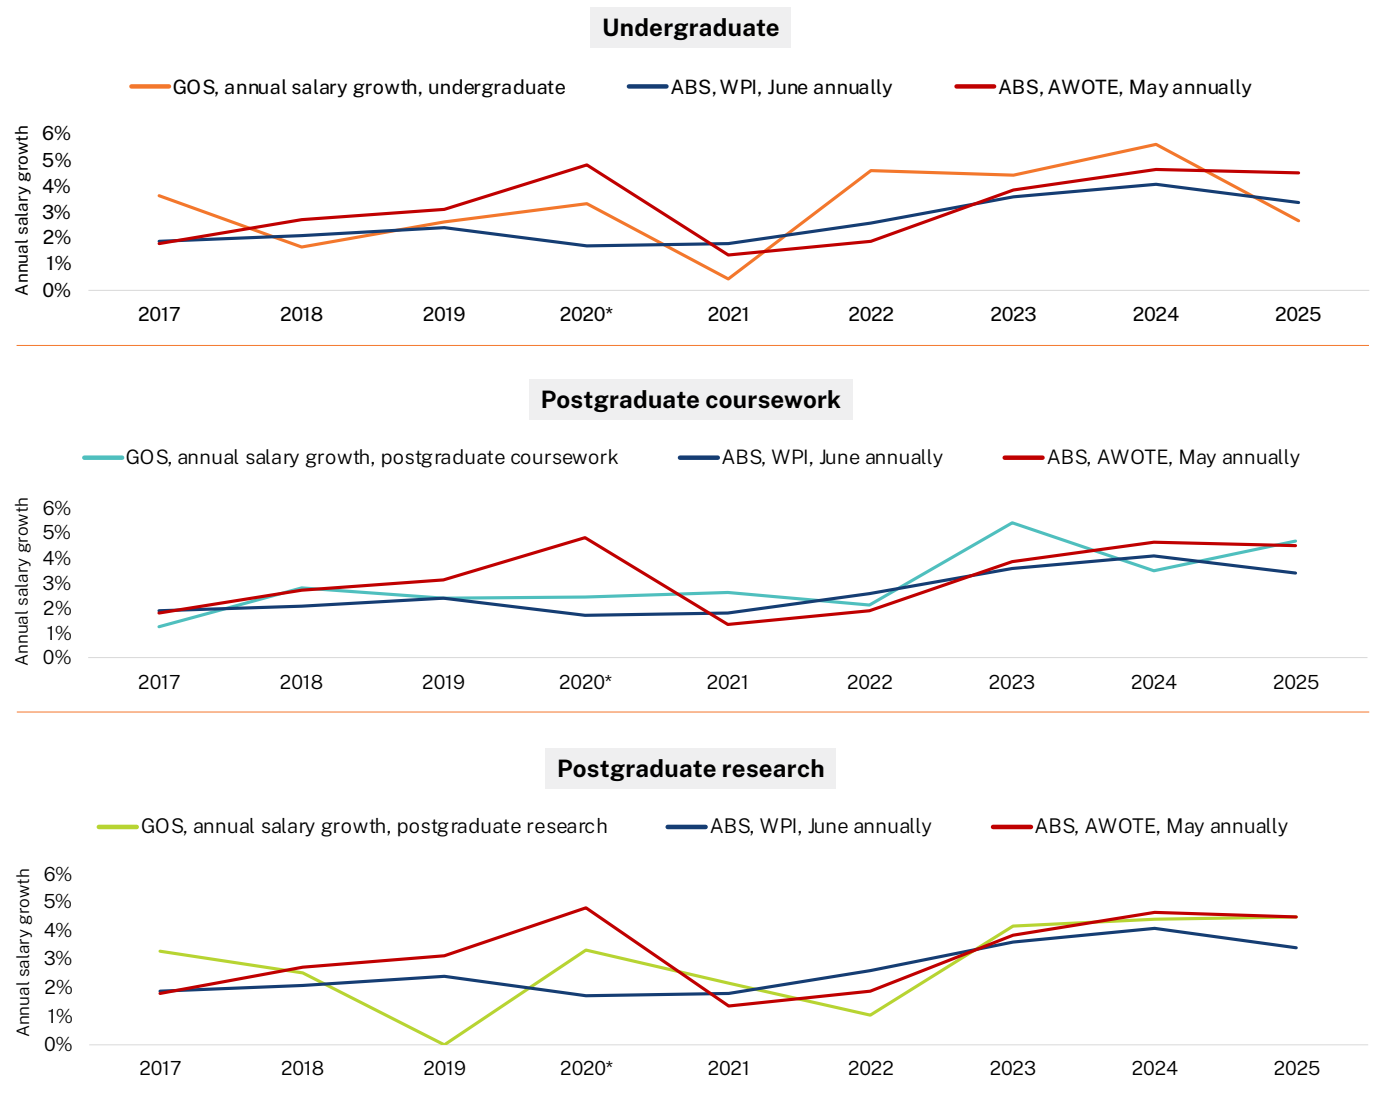 Undergraduate
GOS, annual salary growth, undergraduate ABS, WPI, June annually ABS, AWOTE, May annually
Annual salary growth
6%
5%
4%
3%
2%
1%
0%
2017 2018 2019 2020* 2021 2022 2023 2024 2025
Postgraduate coursework
GOS, annual salary growth, postgraduate coursework ABS, WPI, June annually ABS, AWOTE, May annually
Annual salary growth
6%
5%
4%
3%
2%
1%
0%
2017 2018 2019 2020* 2021 2022 2023 2024 2025
Postgraduate research
GOS, annual salary growth, postgraduate research ABS, WPI, June annually ABS, AWOTE, May annually
Annual salary growth
6%
5%
4%
3%
2%
1%
0%
2017 2018 2019 2020* 2021 2022 2023 2024 2025